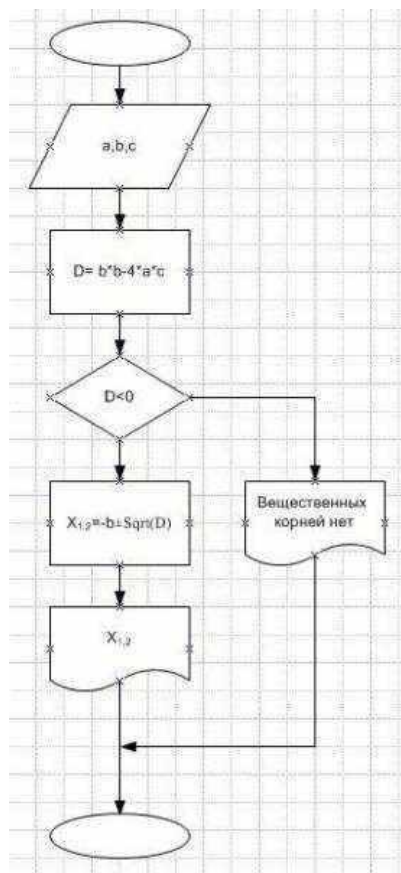 a,b,c
D= b*b-4*a*c
D<0
X₁,₂=-b±Sqrt(D)
Вещественных
корней нет
X₁,₂